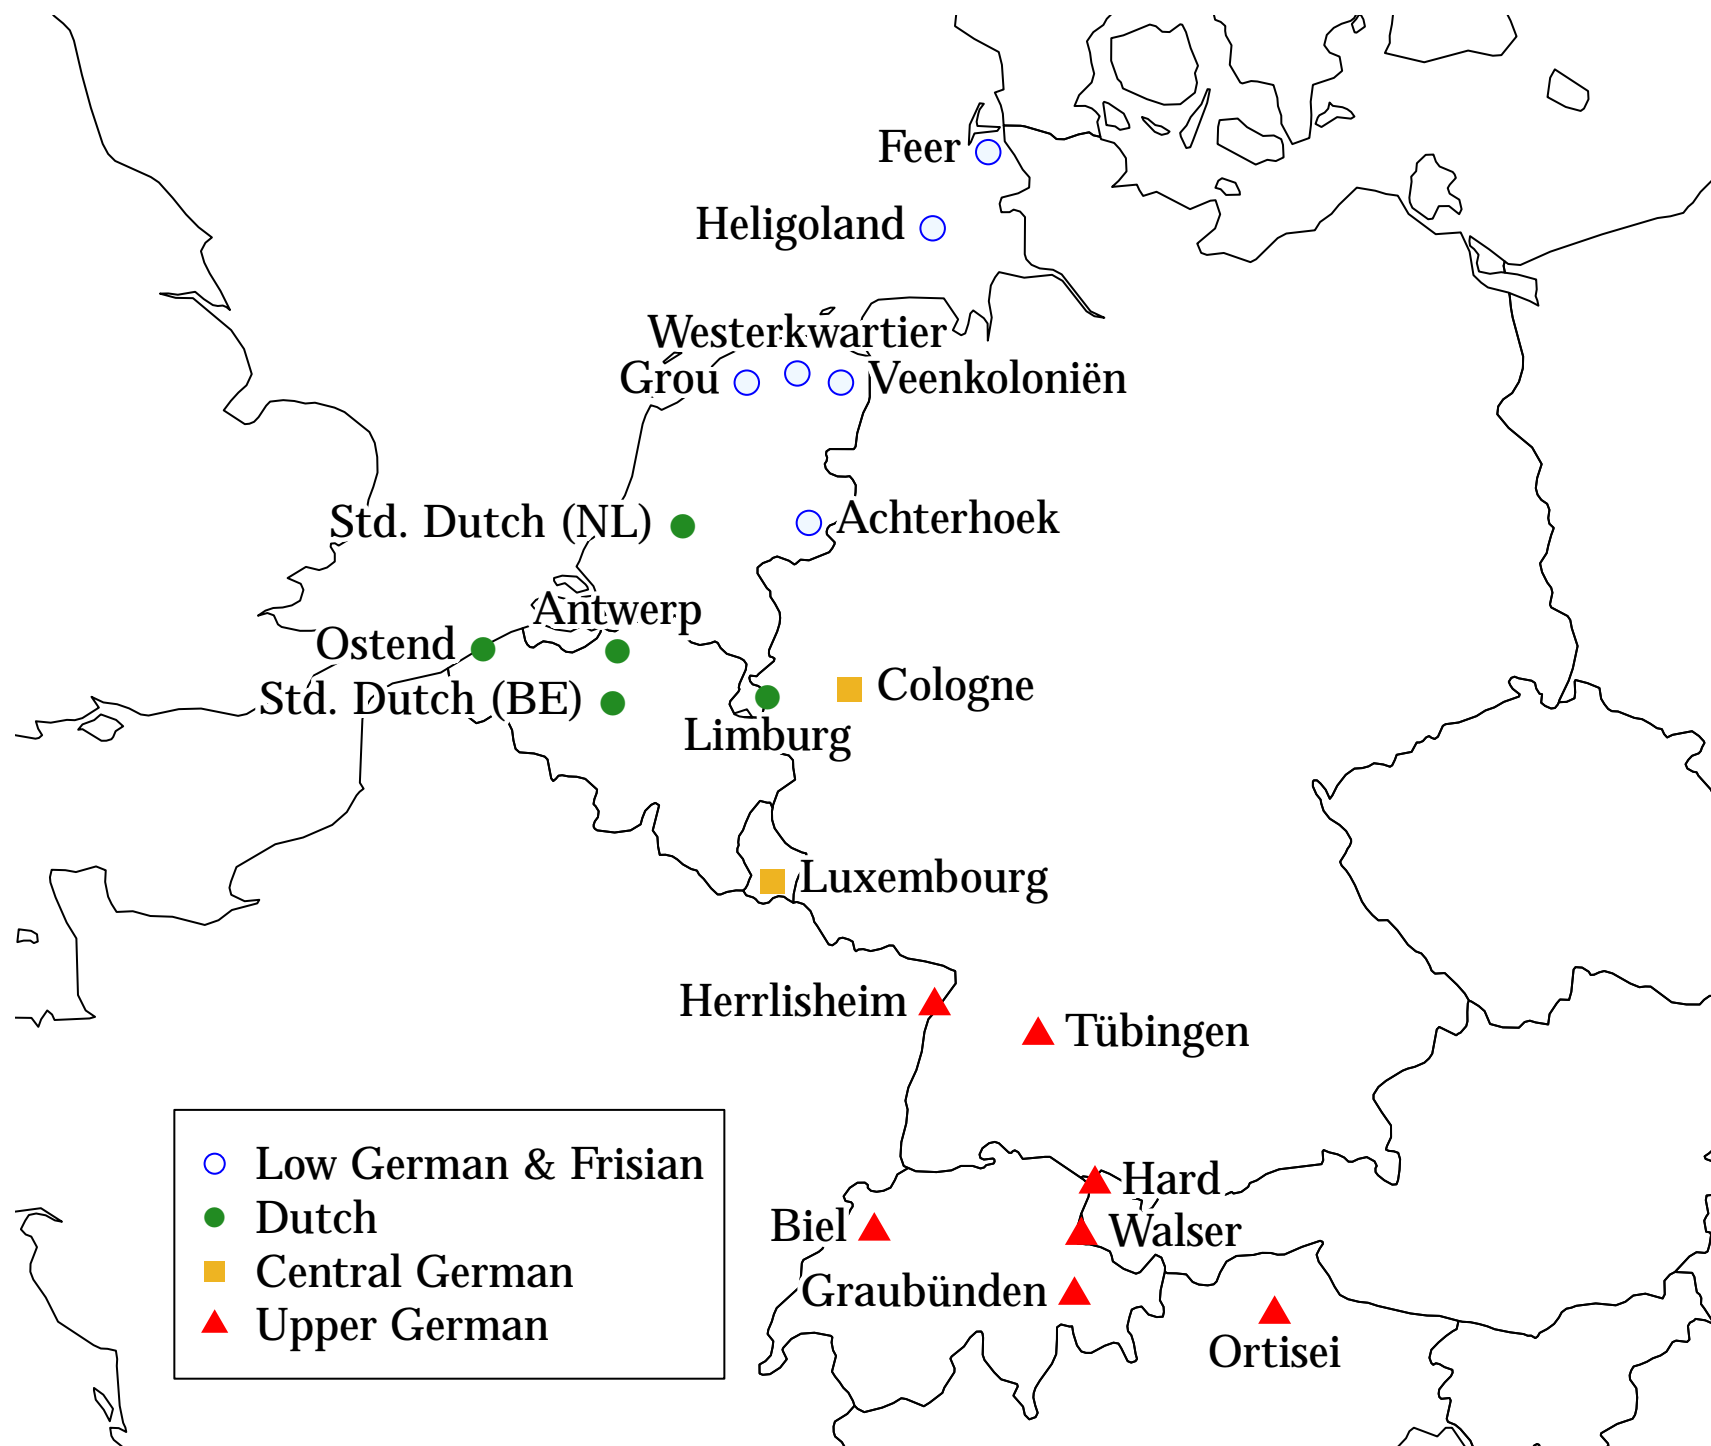 Feer
Heligoland
Westerkwartier
Grou
Veenkoloniën
Std. Dutch (NL)
Achterhoek
Antwerp
Ostend
Std. Dutch (BE)
Cologne
Limburg
Luxembourg
Herrlisheim
Tübingen
Hard
Biel
Walser
Graubünden
Ortisei
Low German & Frisian
Dutch
Central German
Upper German